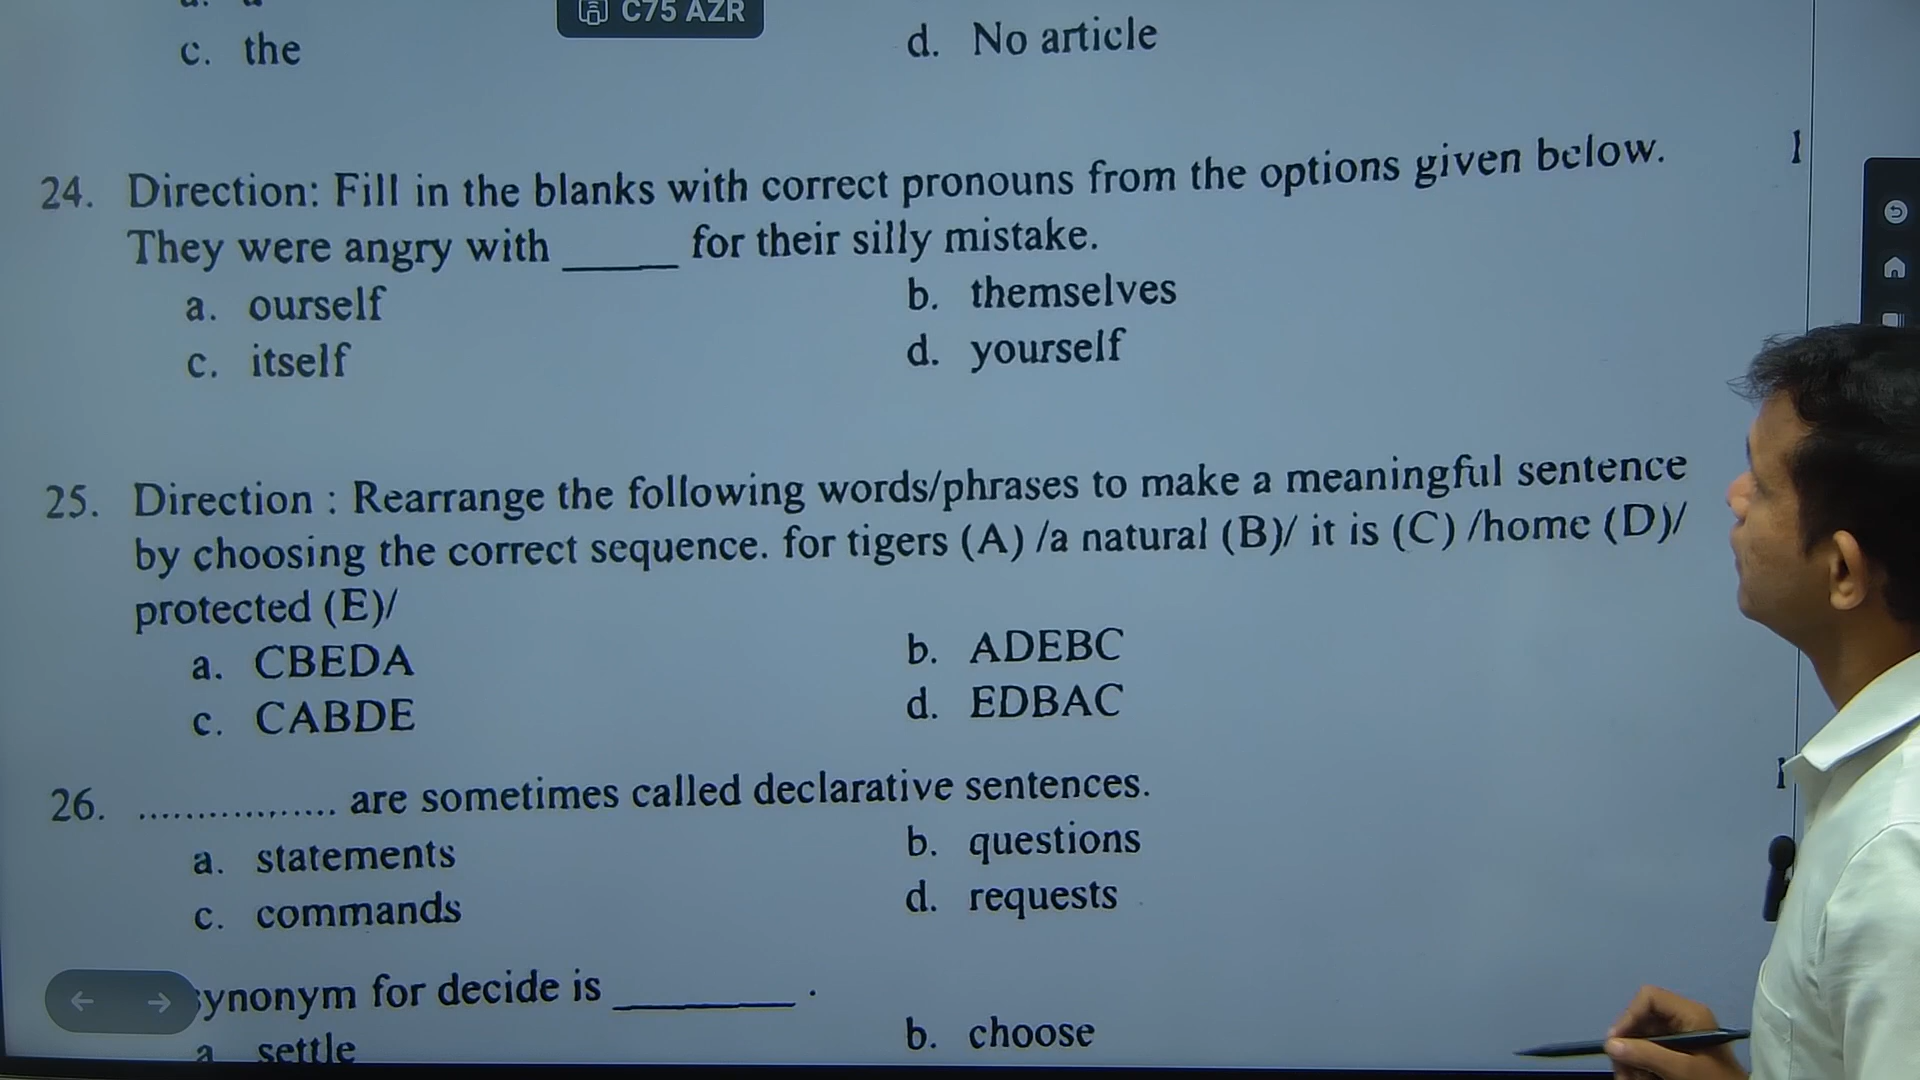 C75 AZR
c. the
d. No article
24. Direction: Fill in the blanks with correct pronouns from the options given below. 1
They were angry with _____ for their silly mistake.
a. ourself
b. themselves
c. itself
d. yourself
25. Direction : Rearrange the following words/phrases to make a meaningful sentence
by choosing the correct sequence. for tigers (A) /a natural (B)/ it is (C) /home (D)/
protected (E)/
a. CBEDA
b. ADEBC
c. CABDE
d. EDBAC
26. ................. are sometimes called declarative sentences. 1
a. statements
b. questions
c. commands
d. requests
synonym for decide is ________ .
a settle
b. choose